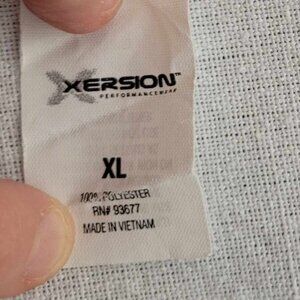 XERSION™
PERFORMANCEWEAR
XL
100% POLYESTER
RN# 93677
MADE IN VIETNAM